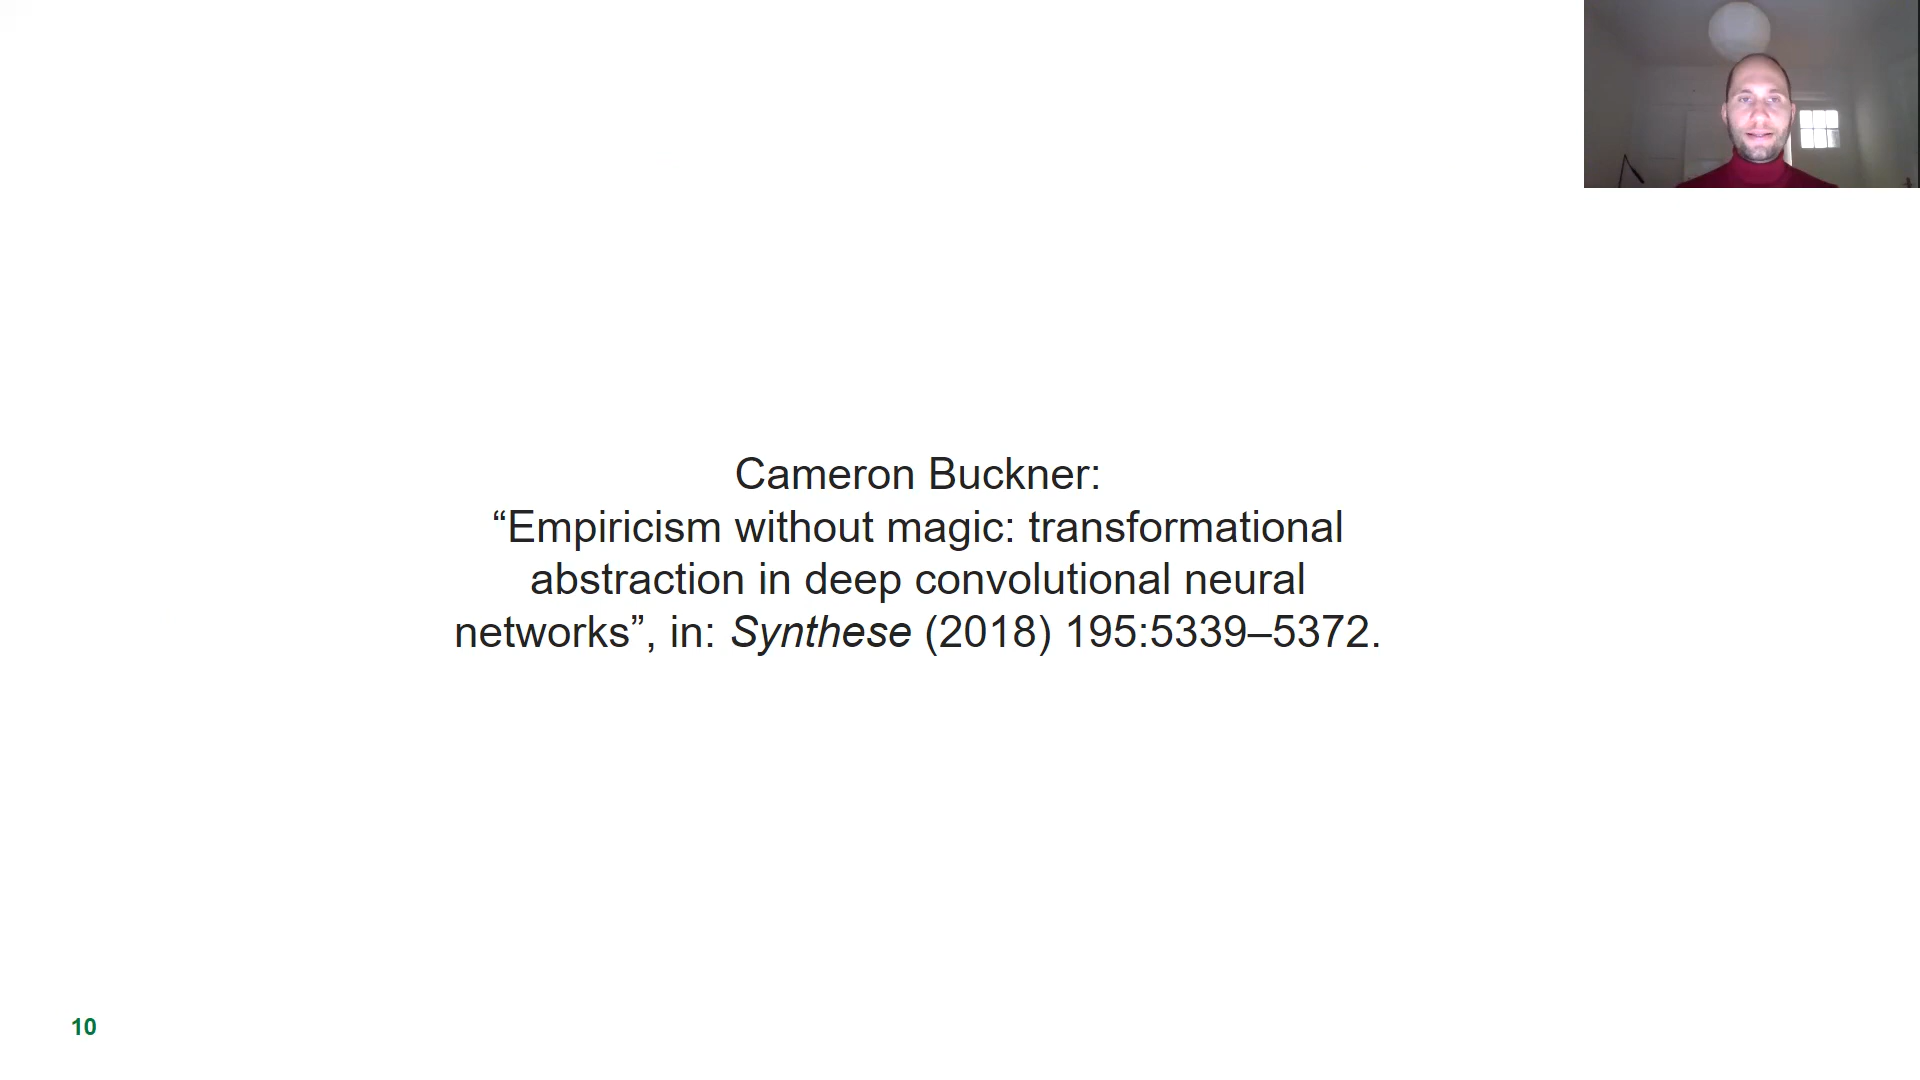 Cameron Buckner:
“Empiricism without magic: transformational
abstraction in deep convolutional neural
networks”, in: Synthese (2018) 195:5339–5372.
10